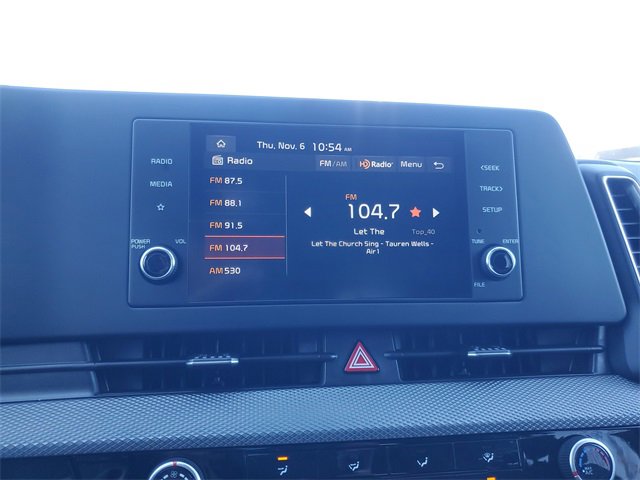 Thu, Nov. 6 10:54 AM
Radio FM/AM HD Radio Menu
RADIO
MEDIA
POWER PUSH VOL
FM 87.5
FM 88.1
FM 91.5
FM 104.7
AM 530
FM
104.7
Let The Top_40
Let The Church Sing - Tauren Wells -
Air1
<SEEK
TRACK>
SETUP
TUNE ENTER
FILE